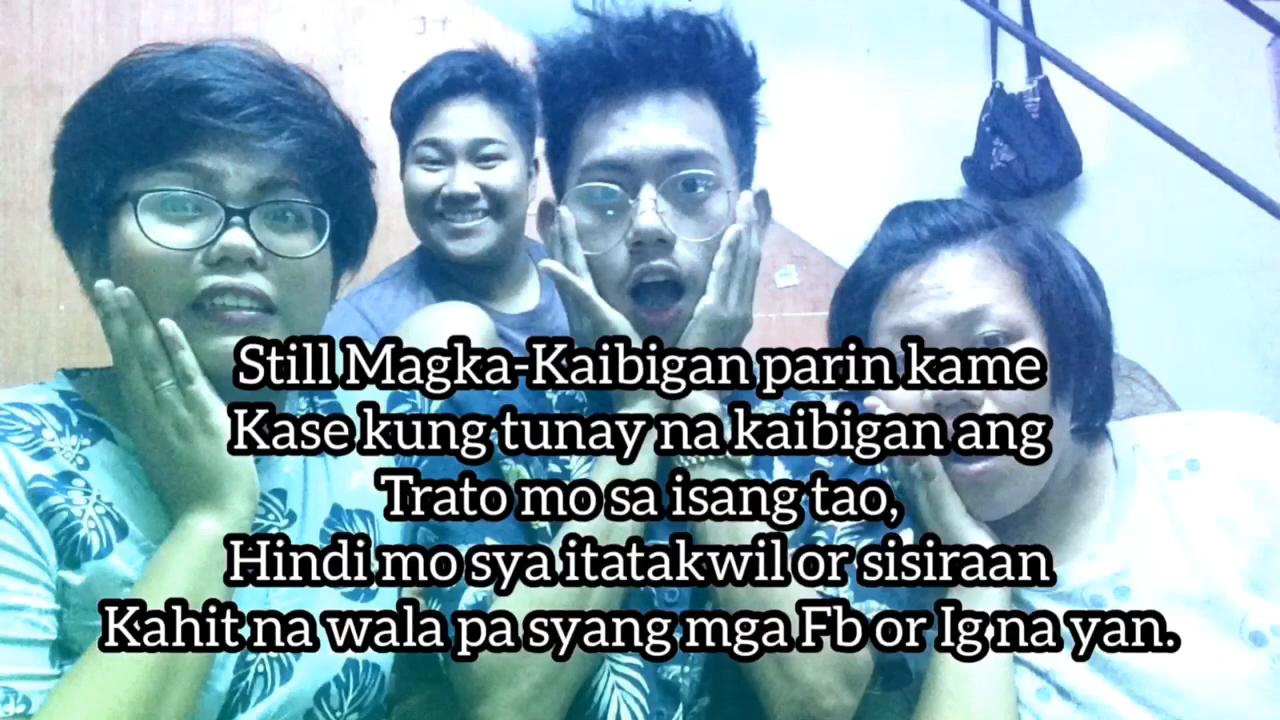 Still Magka-Kaibigan parin kame
Kase kung tunay na kaibigan ang
Trato mo sa isang tao,
Hindi mo sya itatakwil or sisiraan
Kahit na wala pa syang mga Fb or Ig na yan.